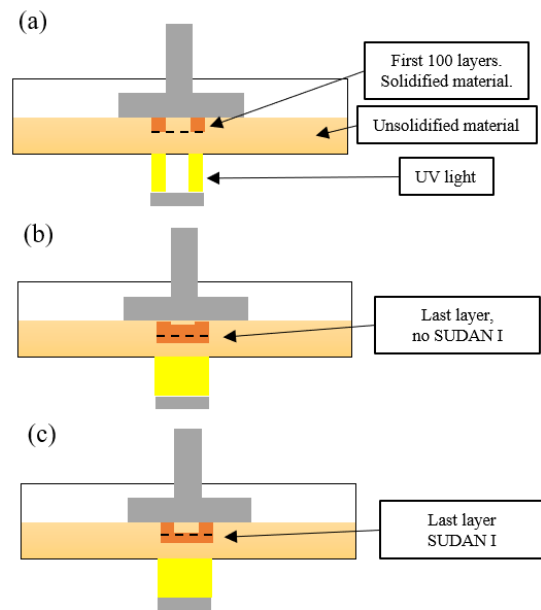 (a)
First 100 layers.
Solidified material.
Unsolidified material
UV light
(b)
Last layer,
no SUDAN I
(c)
Last layer
SUDAN I